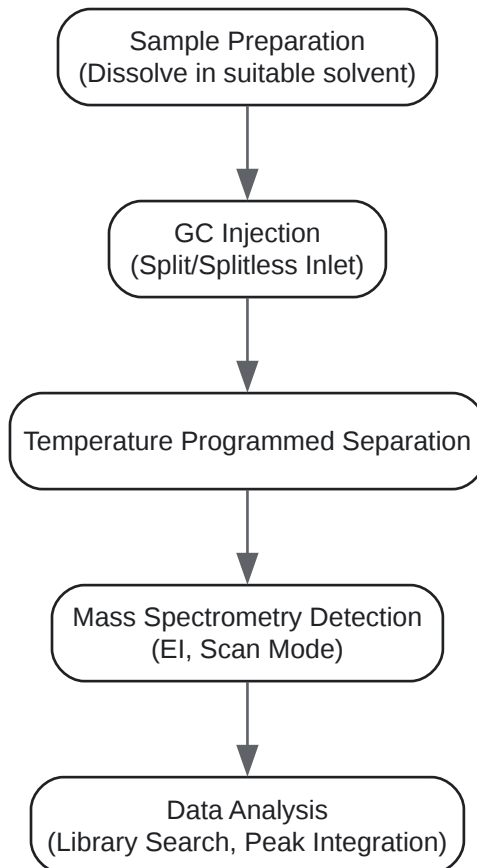 Sample Preparation
(Dissolve in suitable solvent)
GC Injection
(Split/Splitless Inlet)
Temperature Programmed Separation
Mass Spectrometry Detection
(EI, Scan Mode)
Data Analysis
(Library Search, Peak Integration)